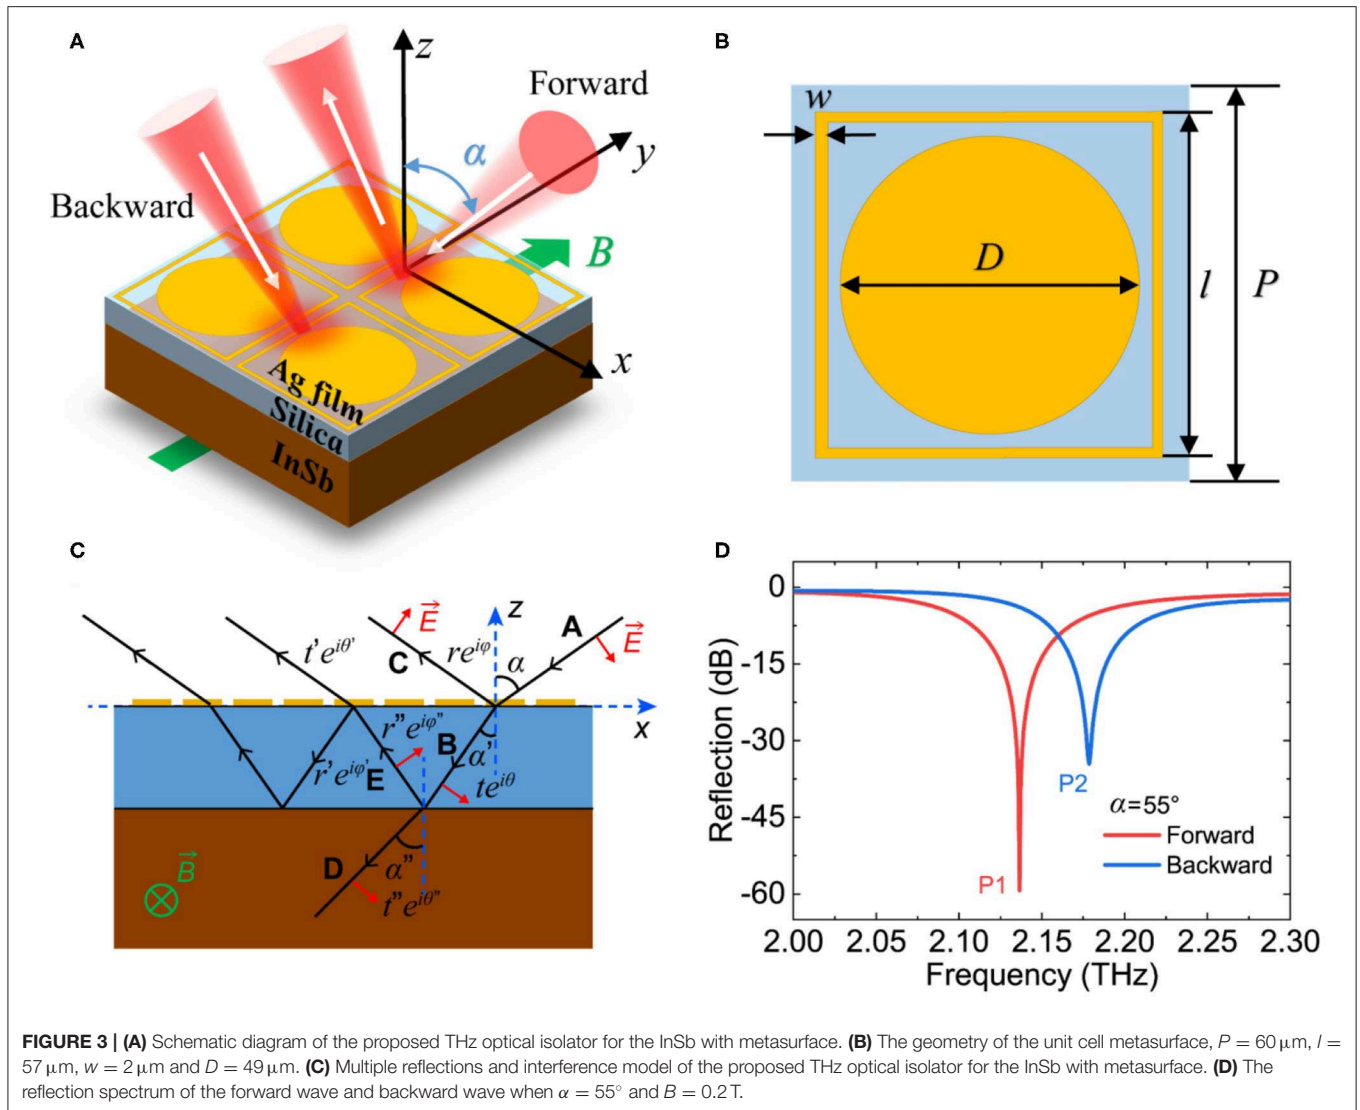 A
z
Forward
α
y
Backward
B
x
Ag film
Silica
InSb
B
w
D
l
P
C
z
A
E
t'e^{iθ'}
E
C
re^{iφ}
α
x
r''e^{iφ''}
B
α'
r'e^{iφ'}
E
te^{iθ}
D
α''
t''e^{iθ''}
B
D
0
-15
-30
-45
-60
Reflection (dB)
P2
α=55°
Forward
Backward
P1
2.00 2.05 2.10 2.15 2.20 2.25 2.30
Frequency (THz)
FIGURE 3 | (A) Schematic diagram of the proposed THz optical isolator for the InSb with metasurface. (B) The geometry of the unit cell metasurface, P = 60 μm, l =
57 μm, w = 2 μm and D = 49 μm. (C) Multiple reflections and interference model of the proposed THz optical isolator for the InSb with metasurface. (D) The
reflection spectrum of the forward wave and backward wave when α = 55° and B = 0.2 T.